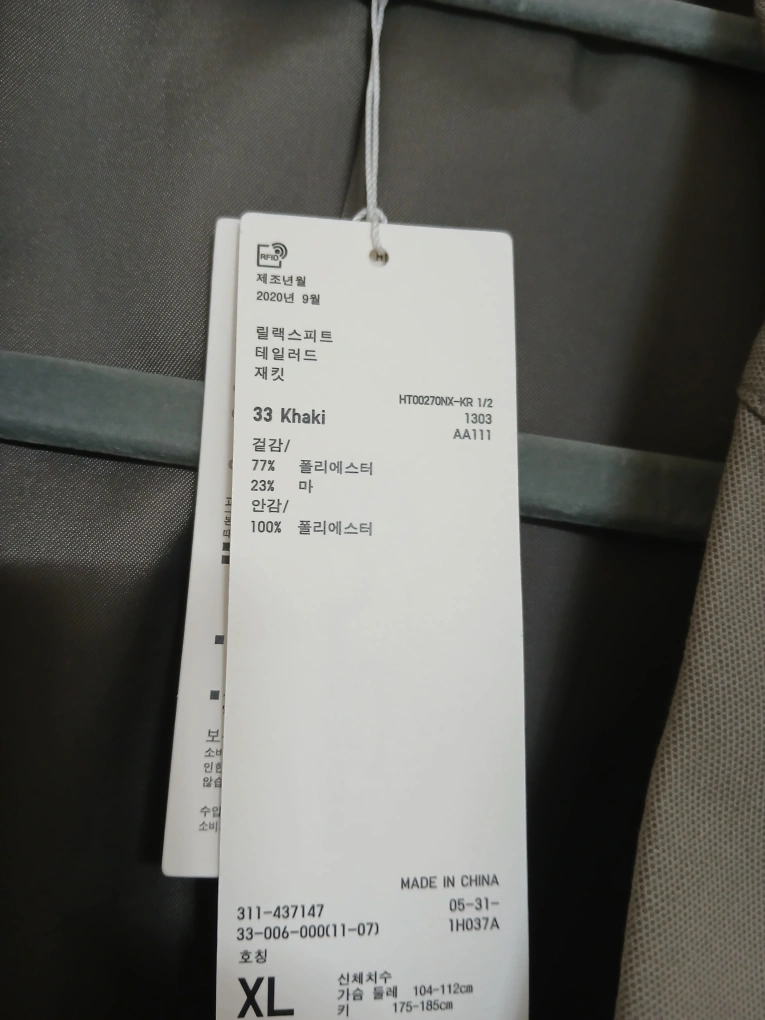 RFID
제조년월
2020년 9월
릴랙스피트
테일러드
재킷
HT00270NX-KR 1/2
33 Khaki
1303
AA111
겉감/
77% 폴리에스터
23% 마
안감/
100% 폴리에스터
MADE IN CHINA
311-437147
05-31-
33-006-000(11-07)
1H037A
호칭
XL
신체치수
가슴 둘레 104-112cm
키 175-185cm